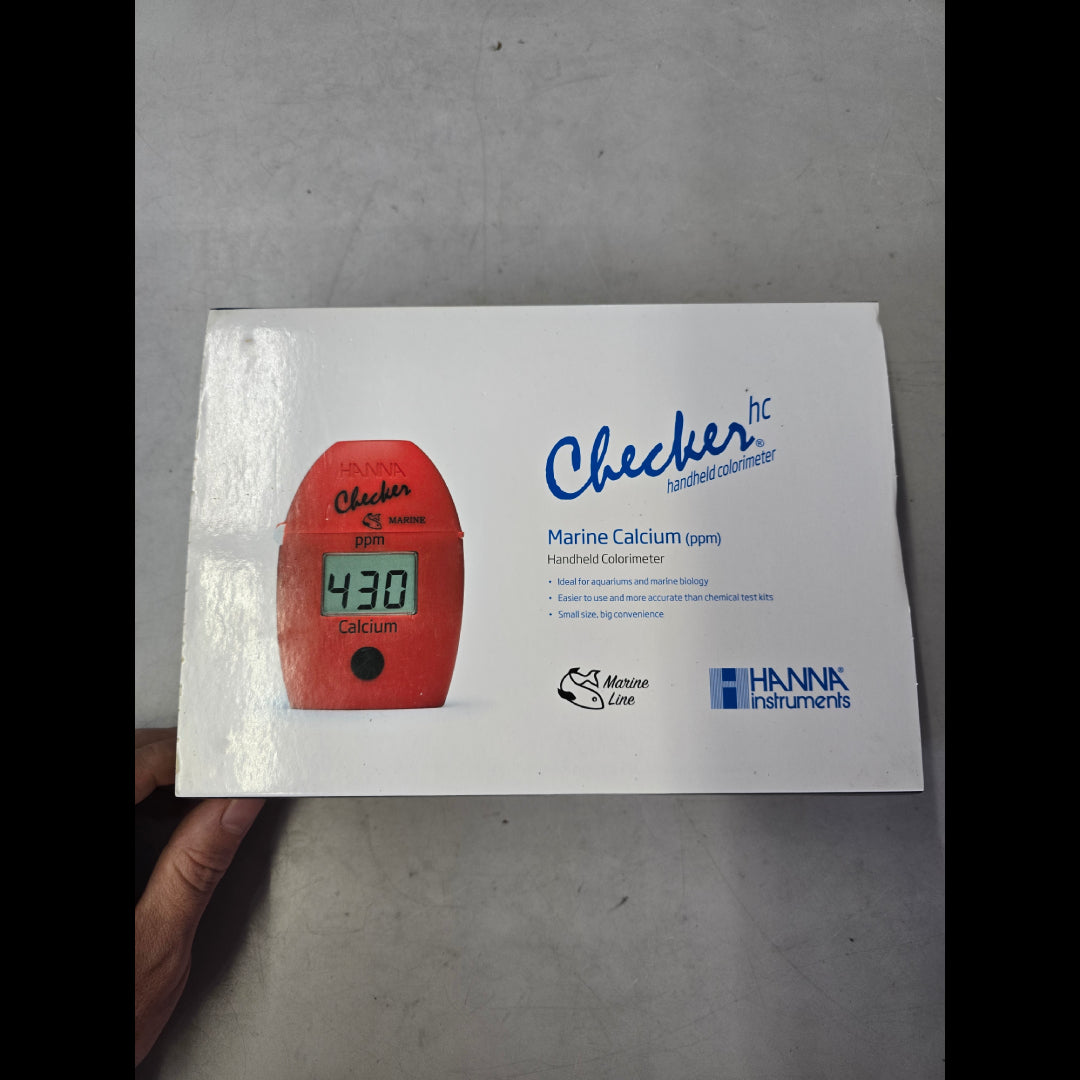 HANNA
Checker
MARINE
ppm
430
Calcium
Checker hc ®
handheld colorimeter
Marine Calcium (ppm)
Handheld Colorimeter
• Ideal for aquariums and marine biology
• Easier to use and more accurate than chemical test kits
• Small size, big convenience
Marine
Line
HANNA®
instruments